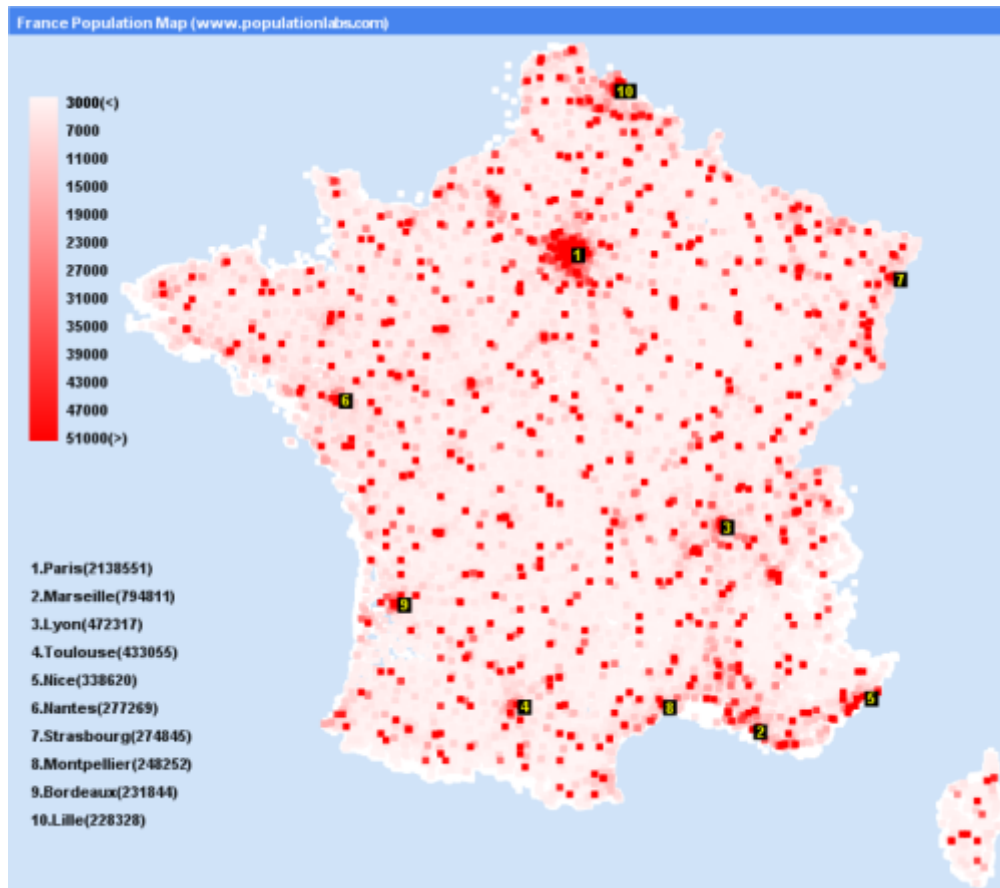 France Population Map (www.populationlabs.com)
3000(<)
7000
11000
15000
19000
23000
27000
31000
35000
39000
43000
47000
51000(>)
10
1
7
6
3
9
4
8
5
2
1.Paris(2138551)
2.Marseille(794811)
3.Lyon(472317)
4.Toulouse(433055)
5.Nice(338620)
6.Nantes(277269)
7.Strasbourg(274845)
8.Montpellier(248252)
9.Bordeaux(231844)
10.Lille(228328)